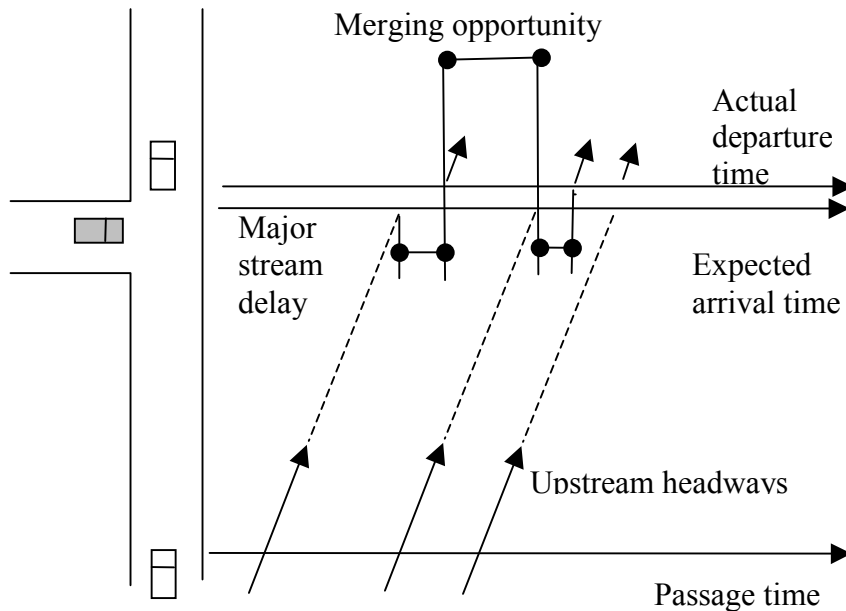 Merging opportunity
Actual
departure
time
Major
stream
delay
Expected
arrival time
Upstream headways
Passage time